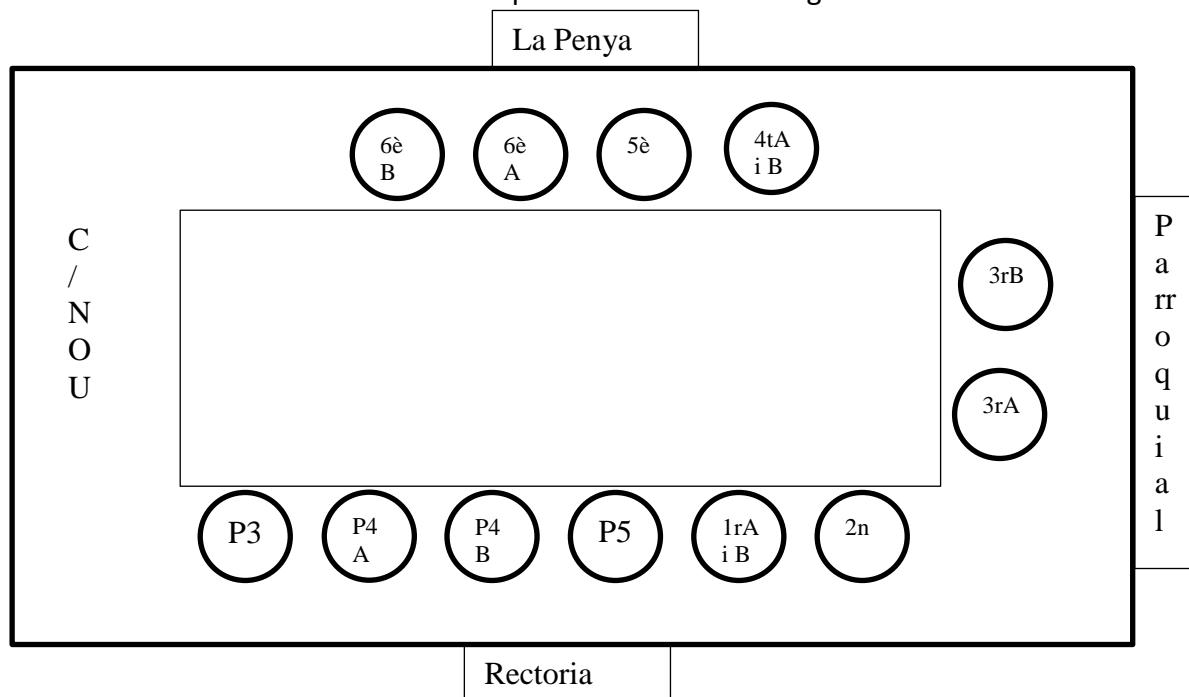 La Penya
6è
B
6è
A
5è
4tA
i B
C
/
N
O
U
P
a
rr
o
q
u
i
a
l
3rB
3rA
P3
P4
A
P4
B
P5
1rA
i B
2n
Rectoria